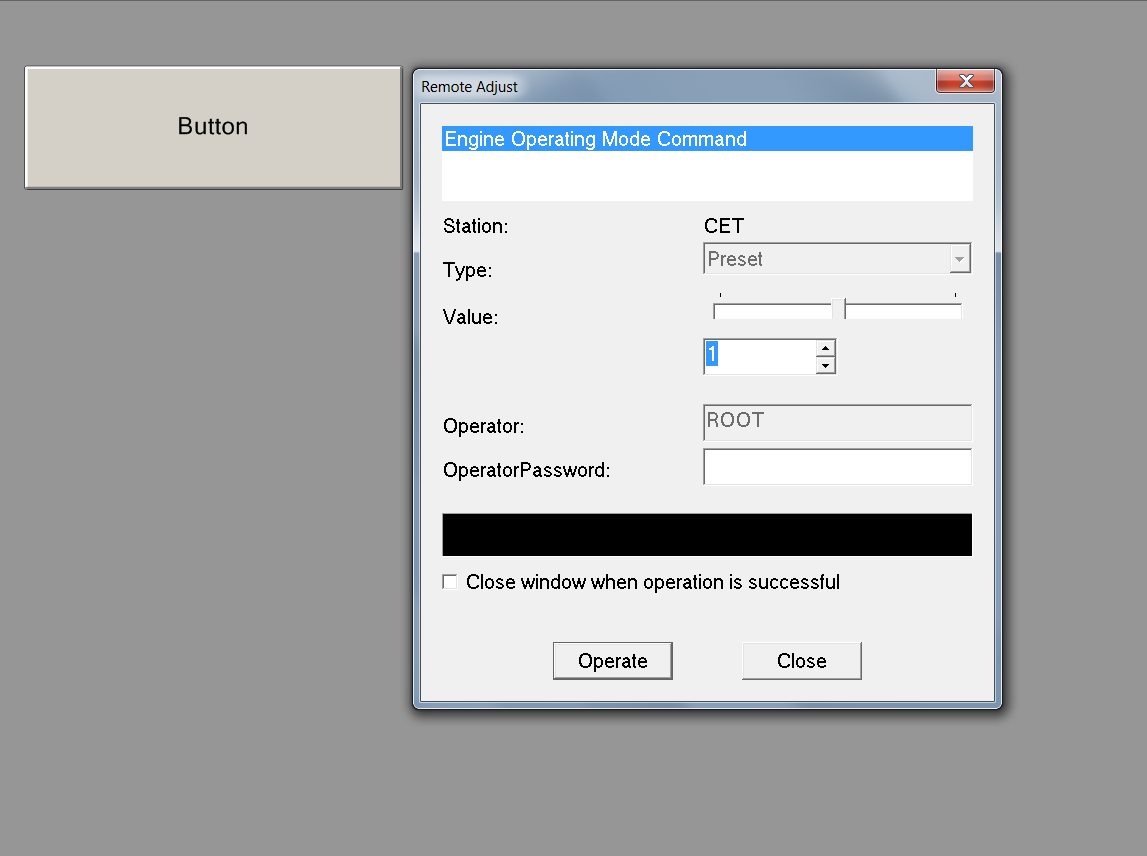 Button
Remote Adjust
Engine Operating Mode Command
Station: CET
Type: Preset
Value:
1
Operator: ROOT
OperatorPassword:
Close window when operation is successful
Operate Close